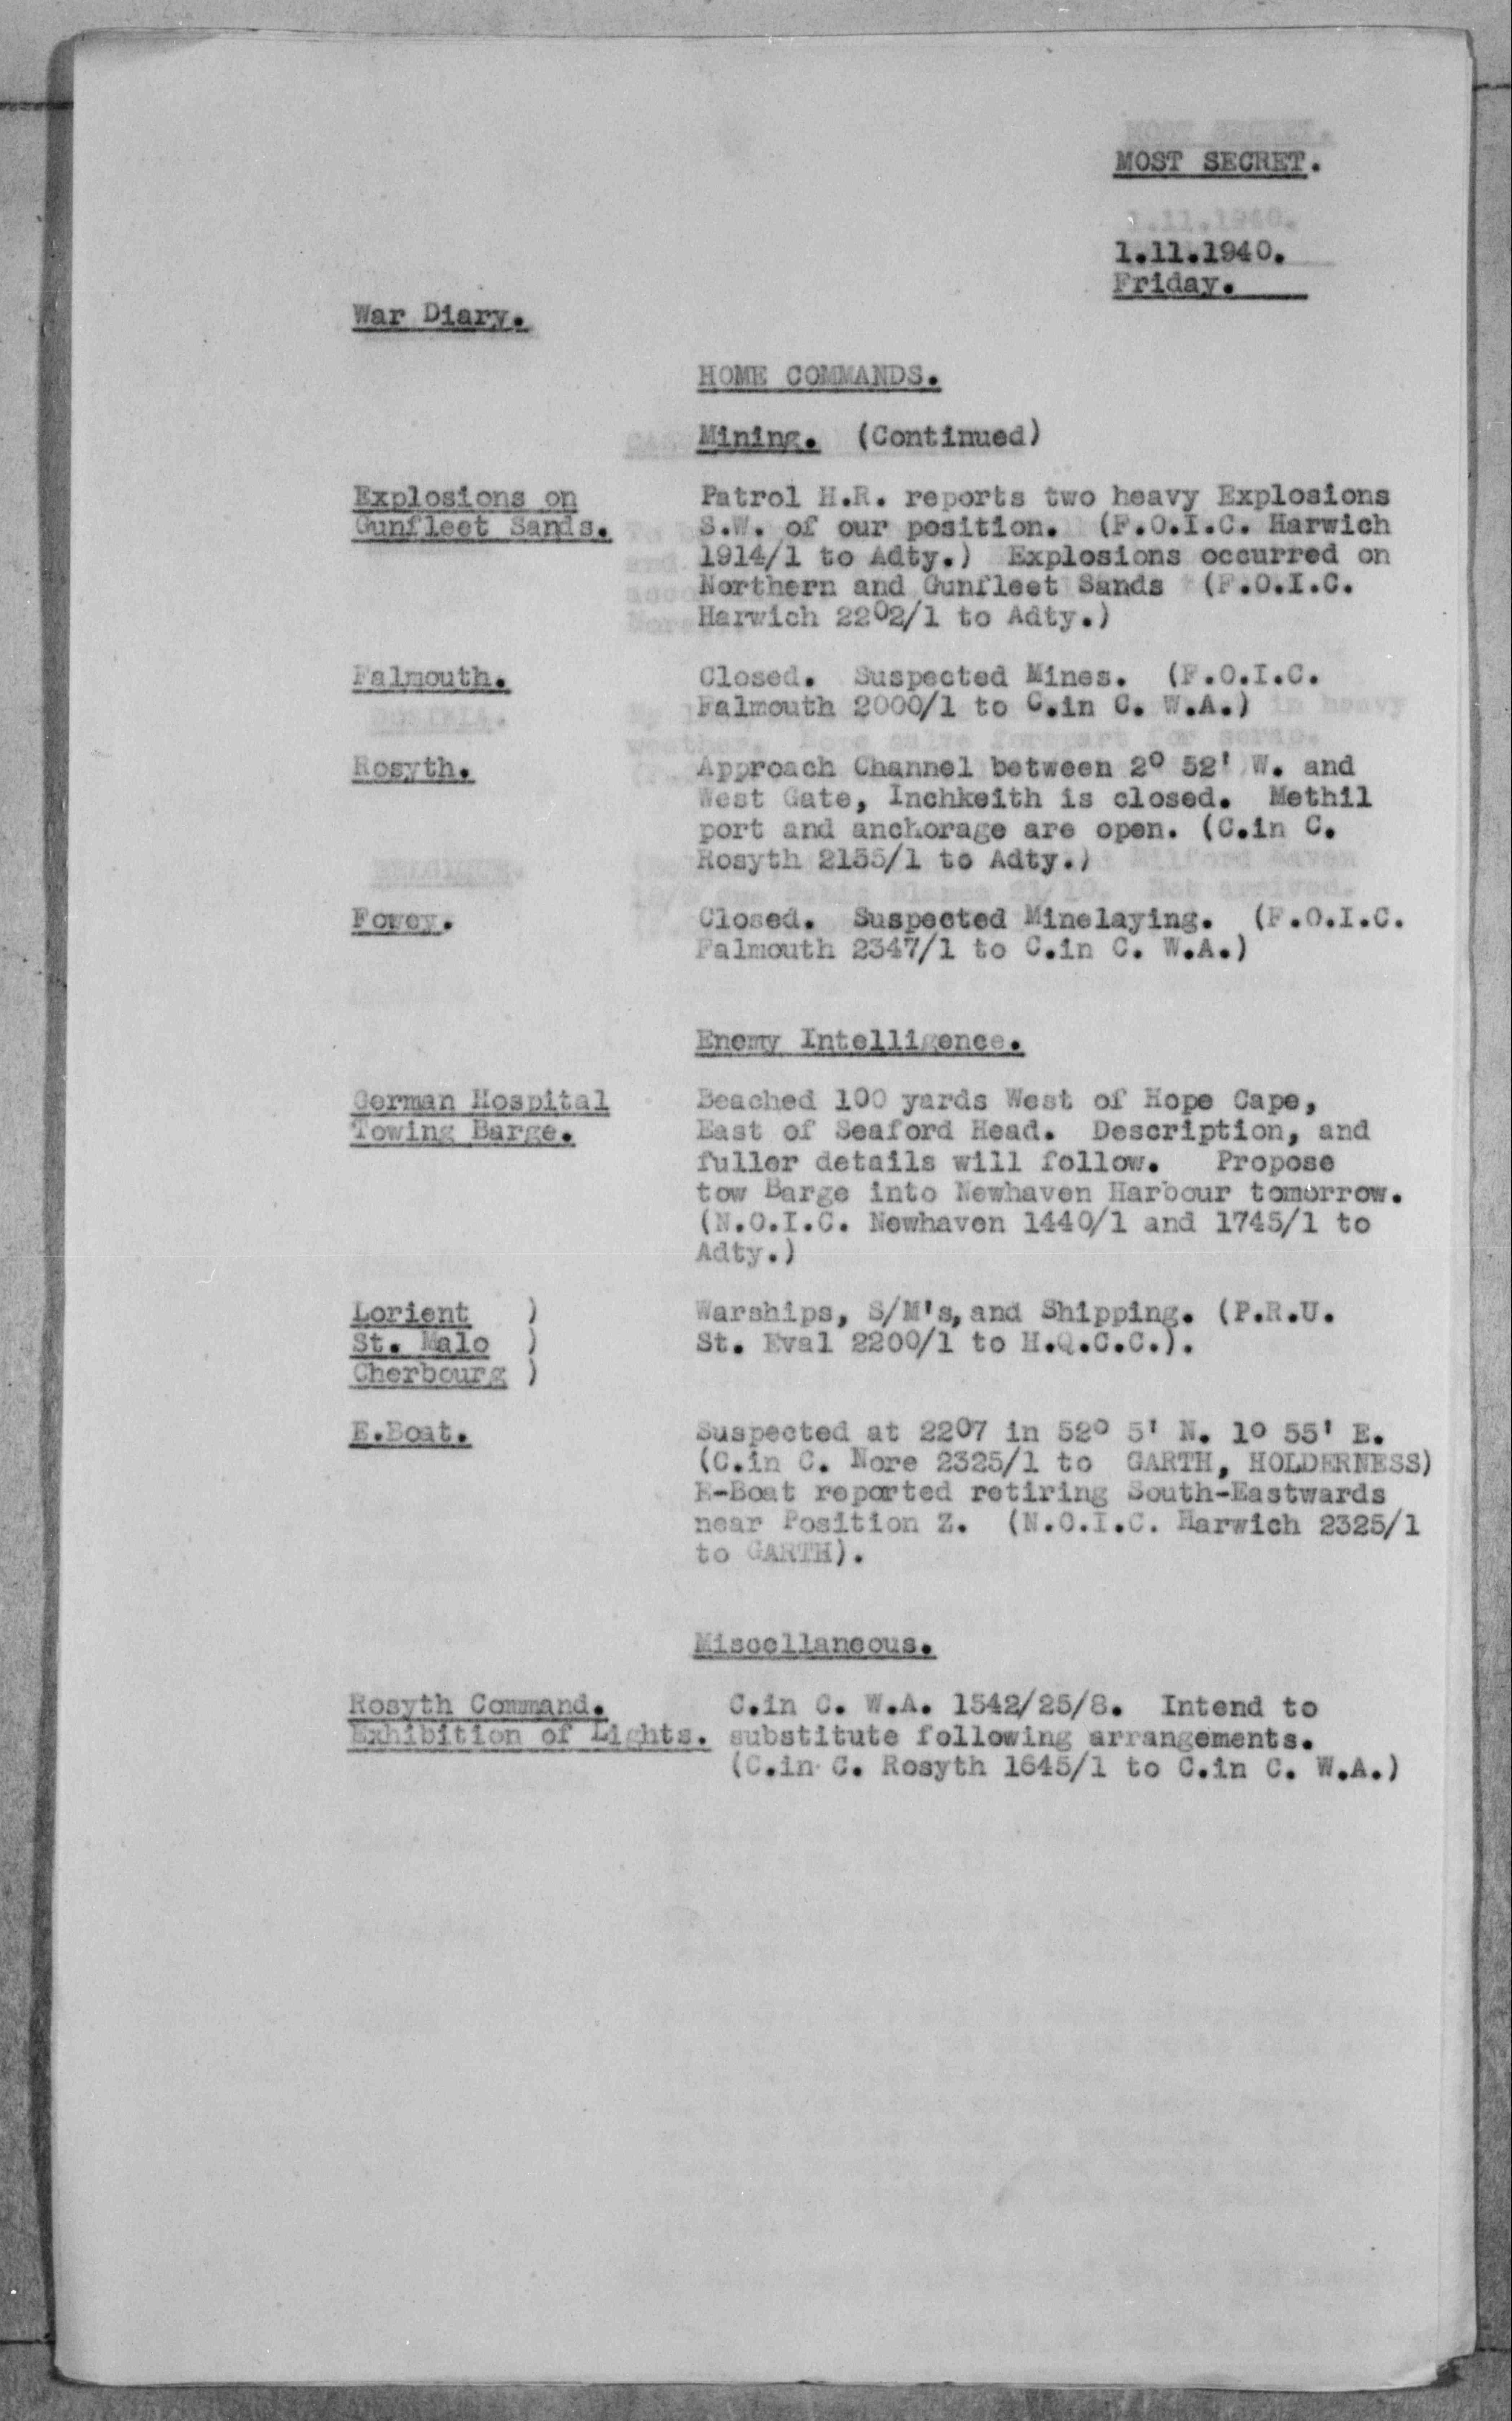 MOST SECRET.
1.11.1940.
Friday.
War Diary.
HOME COMMANDS.
Mining. (Continued)
Explosions on
Gunfleet Sands.
Patrol H.R. reports two heavy Explosions
S.W. of our position. (F.O.I.C. Harwich
1914/1 to Adty.) Explosions occurred on
Northern and Gunfleet Sands (F.O.I.C.
Harwich 2202/1 to Adty.)
Falmouth.
Closed. Suspected Mines. (F.O.I.C.
Falmouth 2000/1 to C.in C. W.A.)
Rosyth.
Approach Channel between 2º 52' W. and
West Gate, Inchkeith is closed. Methil
port and anchorage are open. (C.in C.
Rosyth 2155/1 to Adty.)
Fowey.
Closed. Suspected Minelaying. (F.O.I.C.
Falmouth 2347/1 to C.in C. W.A.)
Enemy Intelligence.
German Hospital
Towing Barge.
Beached 100 yards West of Hope Cape,
East of Seaford Head. Description, and
fuller details will follow. Propose
tow Barge into Newhaven Harbour tomorrow.
(N.O.I.C. Newhaven 1440/1 and 1745/1 to
Adty.)
Lorient )
St. Malo )
Cherbourg )
Warships, S/M's, and Shipping. (P.R.U.
St. Eval 2200/1 to H.Q.C.C.).
E.Boat.
Suspected at 2207 in 52º 5' N. 1º 55' E.
(C.in C. Nore 2325/1 to GARTH, HOLDERNESS)
E-Boat reported retiring South-Eastwards
near Position Z. (N.O.I.C. Harwich 2325/1
to GARTH).
Miscellaneous.
Rosyth Command.
Exhibition of Lights.
C.in C. W.A. 1542/25/8. Intend to
substitute following arrangements.
(C.in C. Rosyth 1645/1 to C.in C. W.A.)